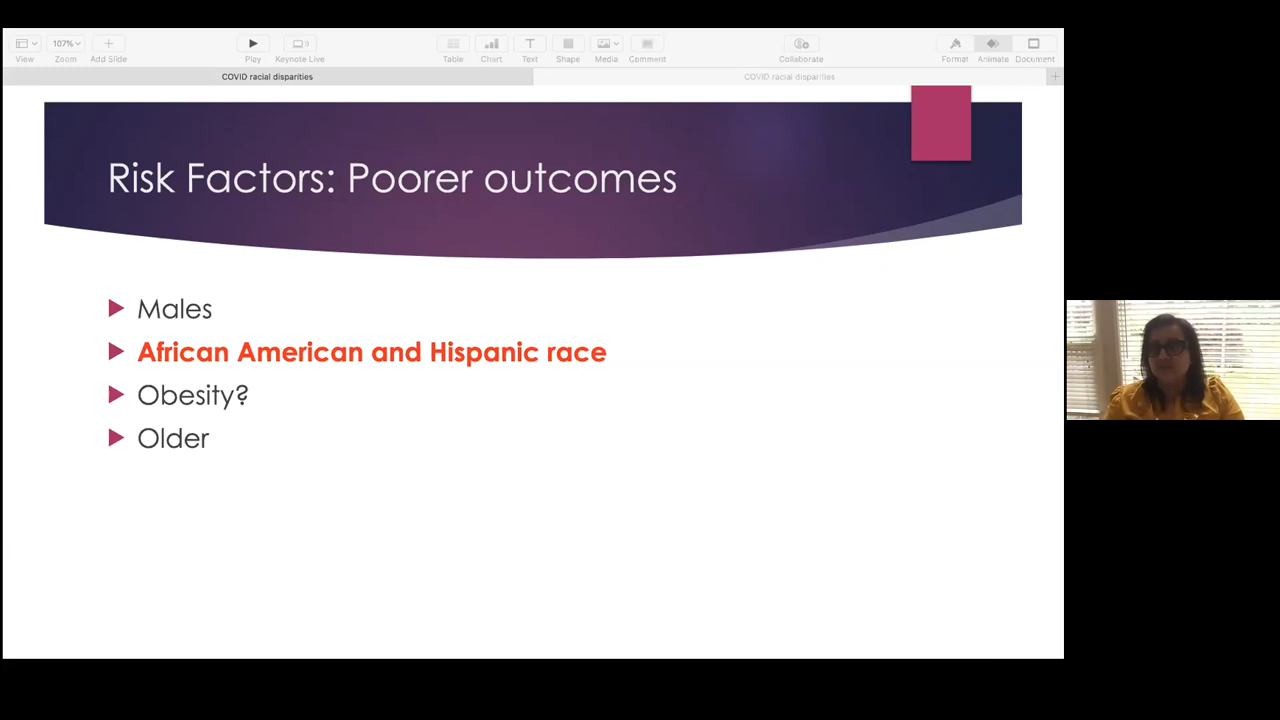 107%
View
Zoom
Add Slide
Play
Keynote Live
Table
Chart
Text
Shape
Media
Comment
Collaborate
Format
Animate
Document
COVID racial disparities
COVID racial disparities
Risk Factors: Poorer outcomes
Males
African American and Hispanic race
Obesity?
Older